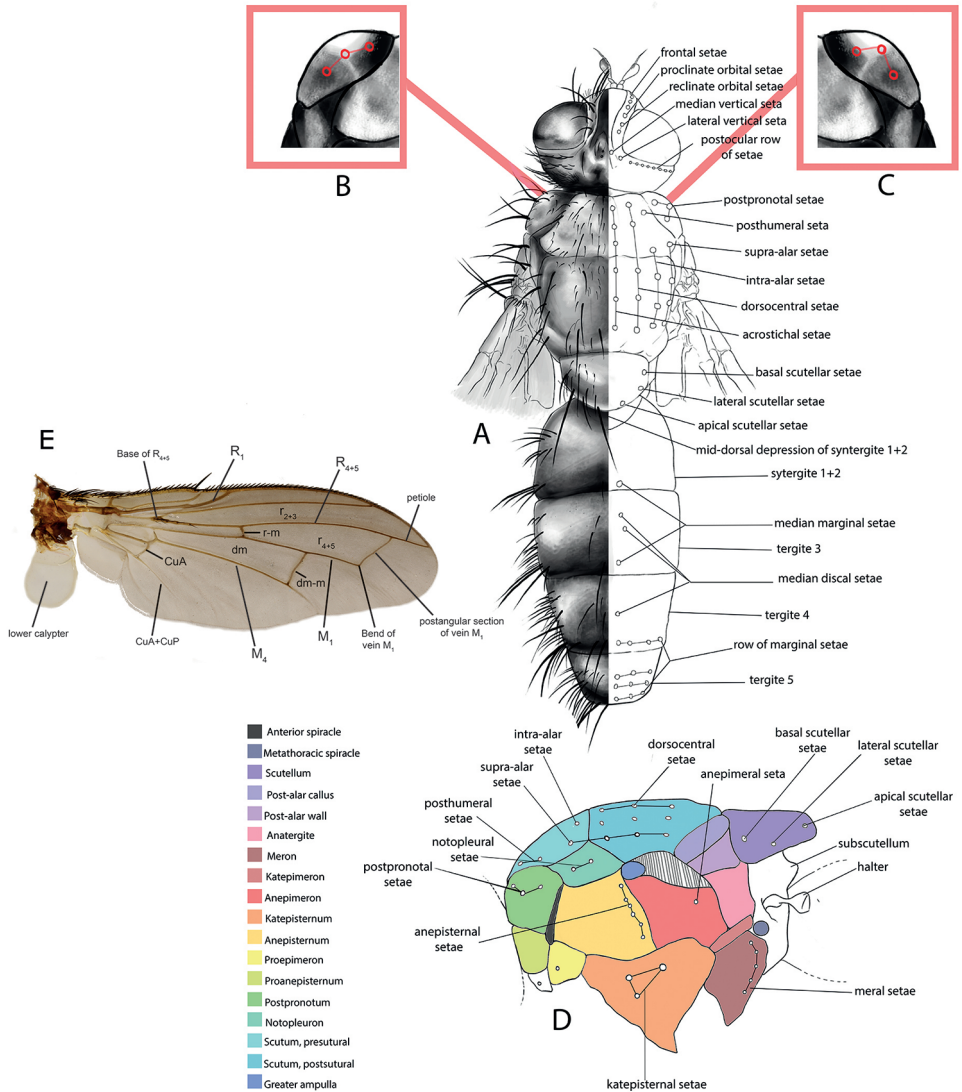 B
C
frontal setae
proclinate orbital setae
reclinate orbital setae
median vertical seta
lateral vertical seta
postocular row
of setae
postpronotal setae
posthumeral seta
supra-alar setae
intra-alar setae
dorsocentral setae
acrostichal setae
basal scutellar setae
lateral scutellar setae
apical scutellar setae
mid-dorsal depression of syntergite 1+2
sytergite 1+2
median marginal setae
tergite 3
median discal setae
tergite 4
row of marginal setae
tergite 5
A
E
Base of R4+5
R1
R4+5
petiole
r2+3
r-m
r4+5
dm
CuA
dm-m
lower calypter
CuA+CuP
M4
M1
Bend of
vein M1
postangular section
of vein M1
Anterior spiracle
Metathoracic spiracle
Scutellum
Post-alar callus
Post-alar wall
Anatergite
Meron
Katepimeron
Anepimeron
Katepisternum
Anepisternum
Proepimeron
Proanepisternum
Postpronotum
Notopleuron
Scutum, presutural
Scutum, postsutural
Greater ampulla
intra-alar
setae
supra-alar
setae
posthumeral
setae
notopleural
setae
postpronotal
setae
anepisternal
setae
dorsocentral
setae
anepimeral seta
basal scutellar
setae
lateral scutellar
setae
apical scutellar
setae
subscutellum
halter
meral setae
katepisternal setae
D